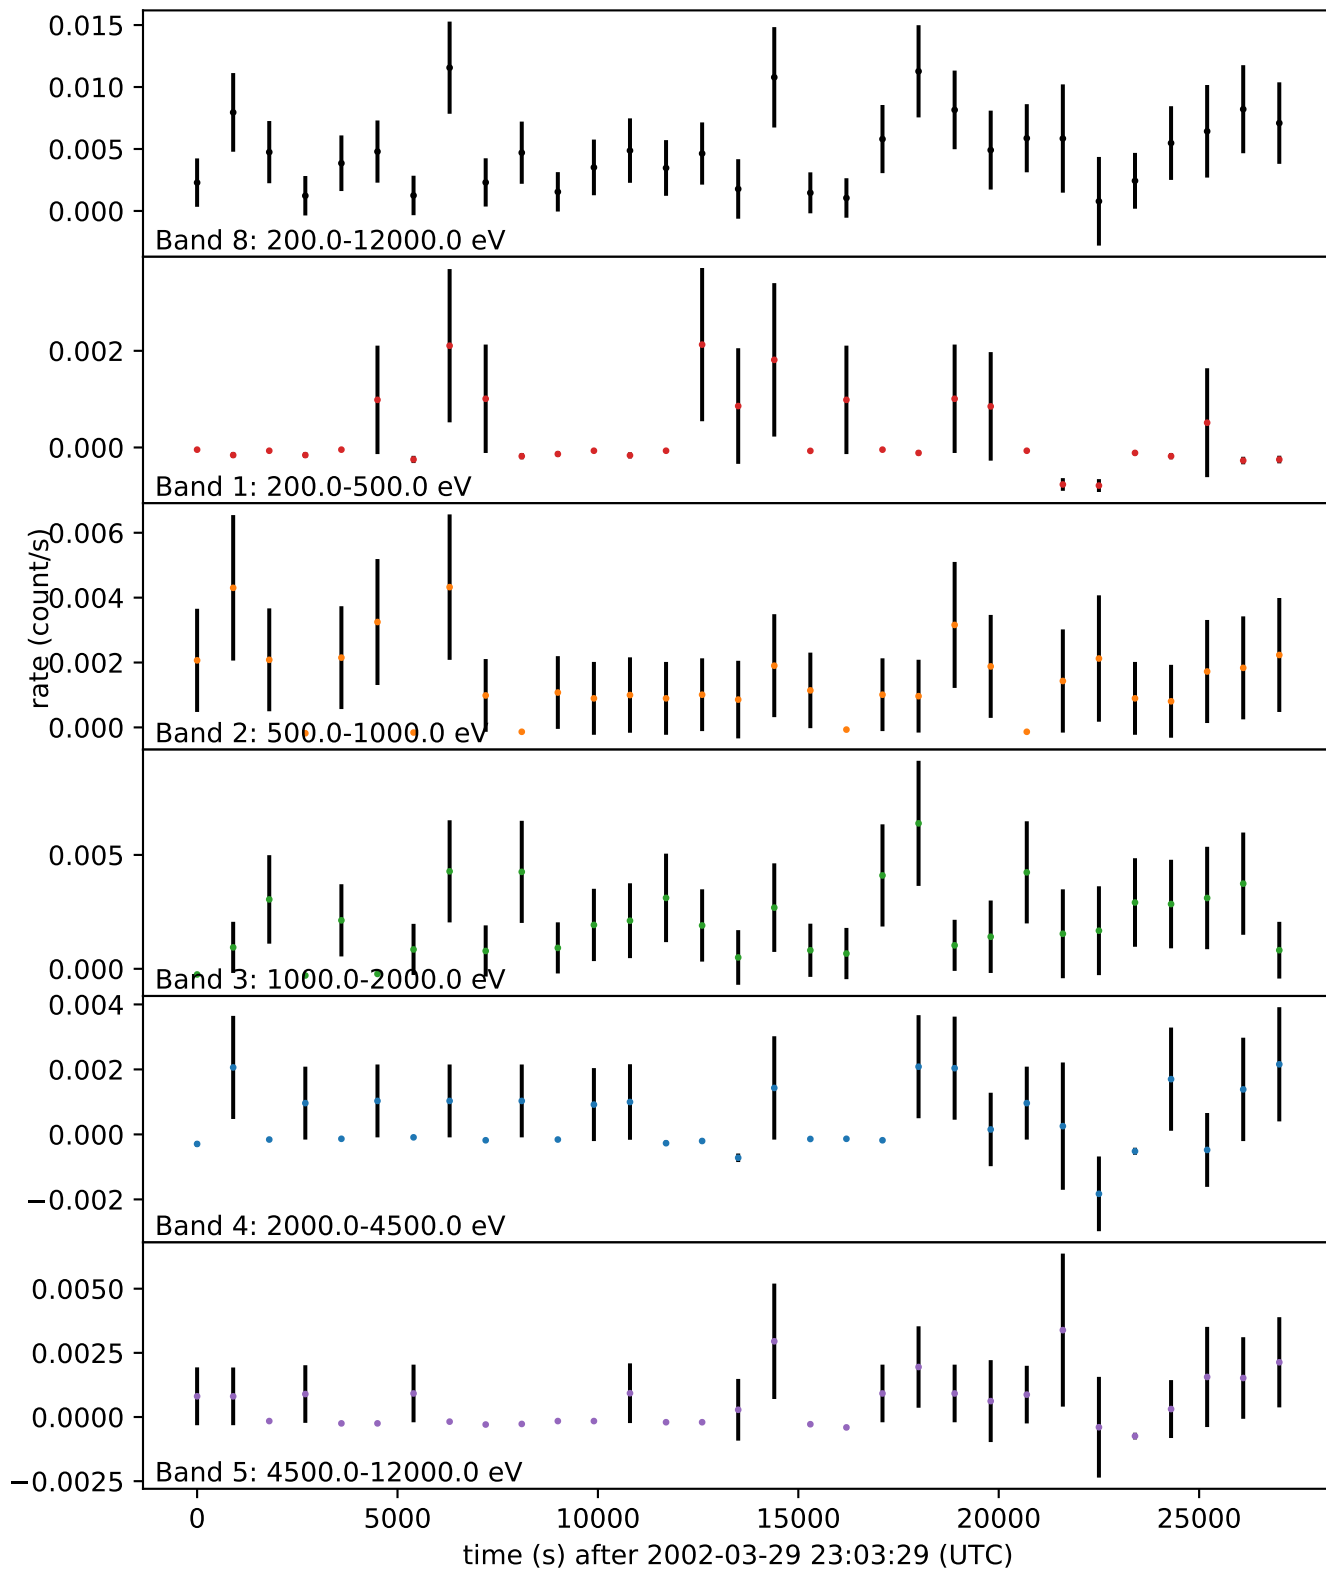 0.015
0.010
0.005
0.000
Band 8: 200.0-12000.0 eV
0.002
0.000
Band 1: 200.0-500.0 eV
rate (count/s)
0.006
0.004
0.002
0.000
Band 2: 500.0-1000.0 eV
0.005
0.000
Band 3: 1000.0-2000.0 eV
0.004
0.002
0.000
−0.002
Band 4: 2000.0-4500.0 eV
0.0050
0.0025
0.0000
−0.0025
Band 5: 4500.0-12000.0 eV
0 5000 10000 15000 20000 25000
time (s) after 2002-03-29 23:03:29 (UTC)